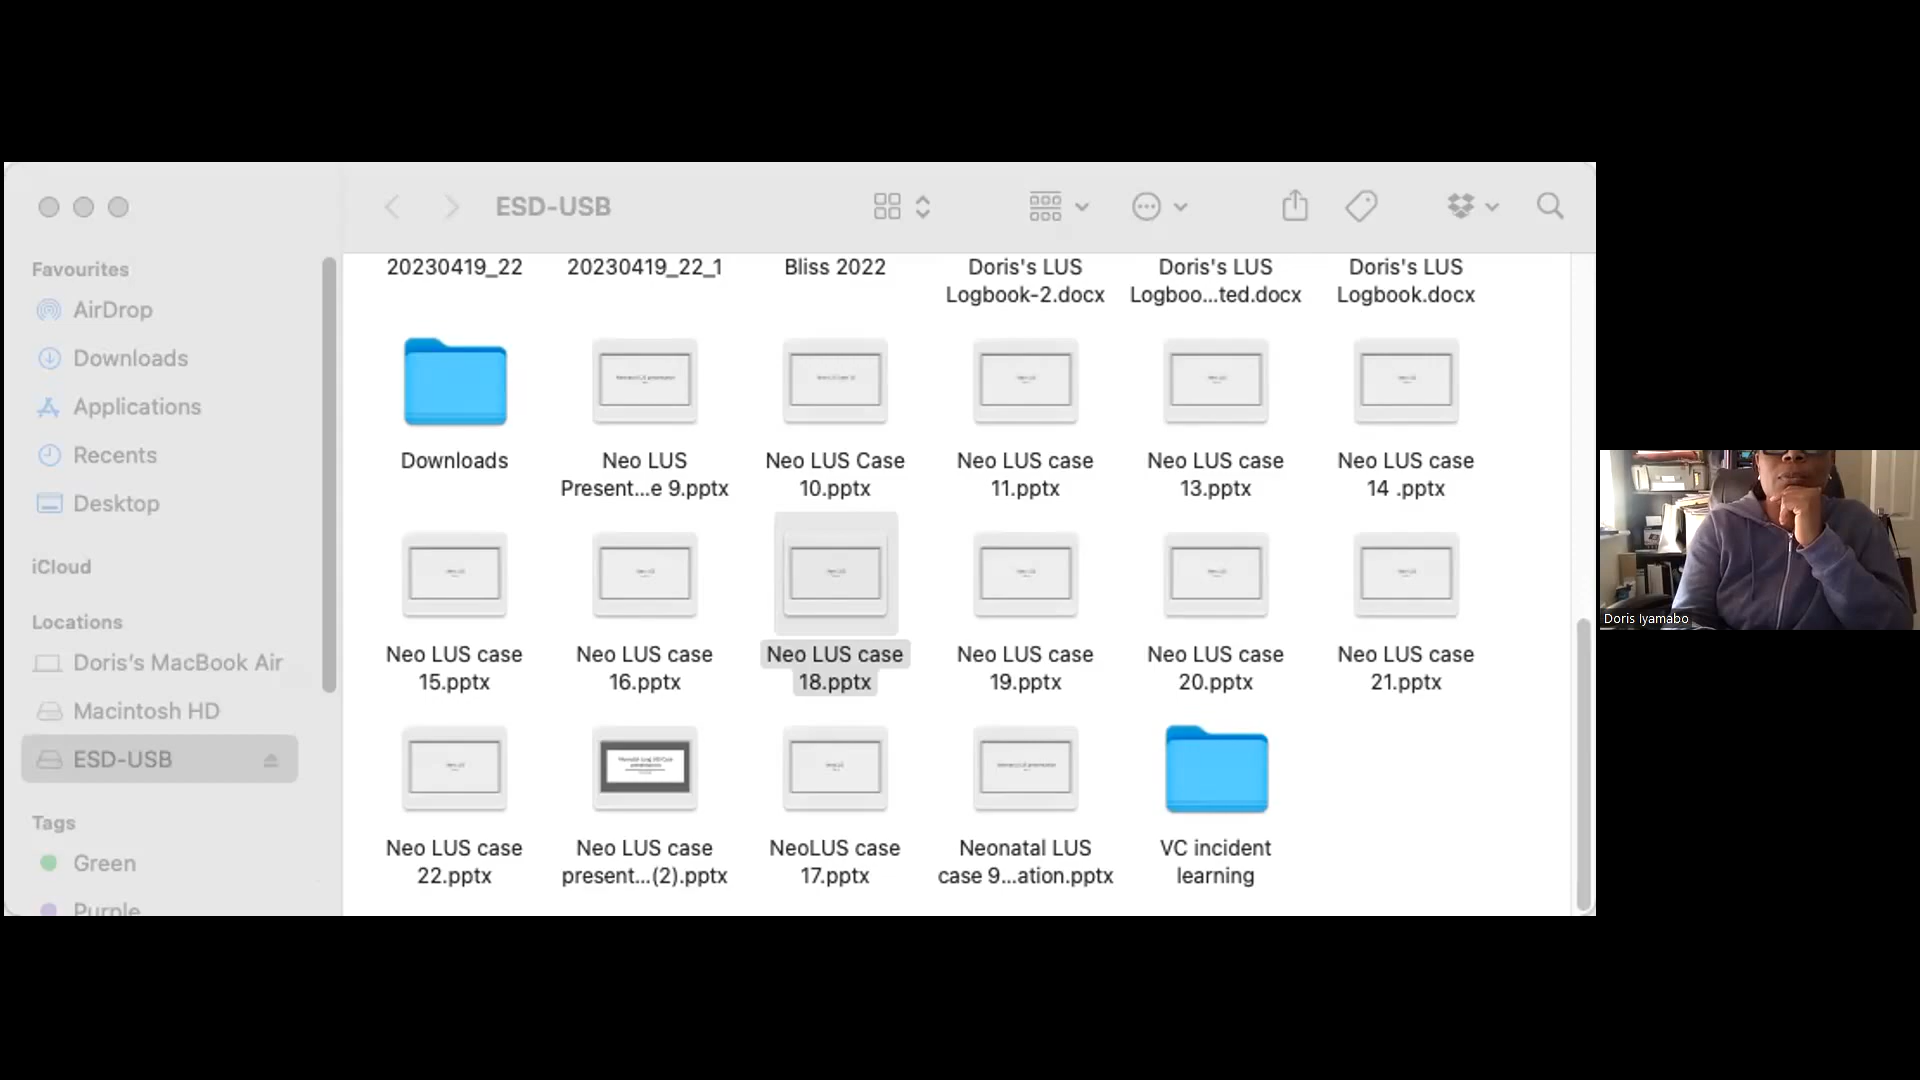 ESD-USB
Favourites
AirDrop
Downloads
Applications
Recents
Desktop
iCloud
Locations
Doris's MacBook Air
Macintosh HD
ESD-USB
Tags
Green
Purple
20230419_22
20230419_22_1
Bliss 2022
Doris's LUS
Logbook-2.docx
Doris's LUS
Logboo...ted.docx
Doris's LUS
Logbook.docx
Downloads
Neo LUS
Present...e 9.pptx
Neo LUS Case
10.pptx
Neo LUS case
11.pptx
Neo LUS case
13.pptx
Neo LUS case
14 .pptx
Neo LUS case
15.pptx
Neo LUS case
16.pptx
Neo LUS case
18.pptx
Neo LUS case
19.pptx
Neo LUS case
20.pptx
Neo LUS case
21.pptx
Neo LUS case
22.pptx
Neo LUS case
present...(2).pptx
NeoLUS case
17.pptx
Neonatal LUS
case 9...ation.pptx
VC incident
learning
Doris Iyamabo